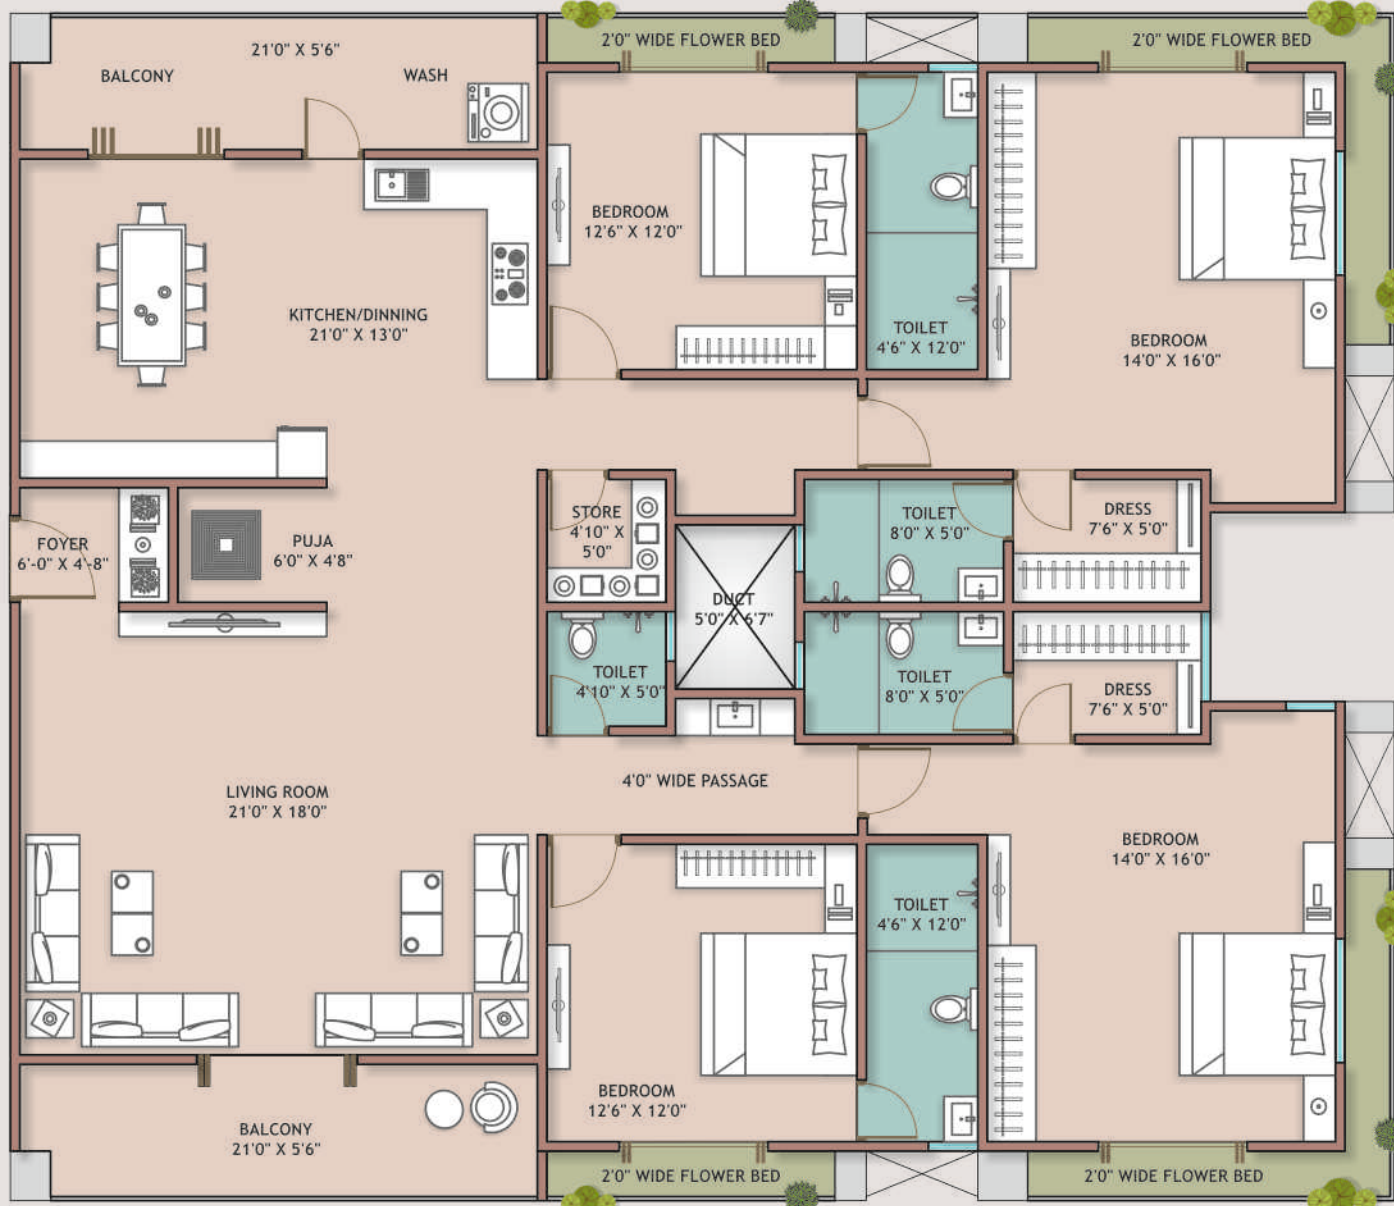 21'0" X 5'6"
BALCONY
WASH
2'0" WIDE FLOWER BED
2'0" WIDE FLOWER BED
BEDROOM
12'6" X 12'0"
KITCHEN/DINNING
21'0" X 13'0"
TOILET
4'6" X 12'0"
BEDROOM
14'0" X 16'0"
FOYER
6'-0" X 4'-8"
PUJA
6'0" X 4'8"
STORE
4'10" X
5'0"
TOILET
8'0" X 5'0"
DRESS
7'6" X 5'0"
DUCT
5'0" X 6'7"
TOILET
4'10" X 5'0"
TOILET
8'0" X 5'0"
DRESS
7'6" X 5'0"
LIVING ROOM
21'0" X 18'0"
4'0" WIDE PASSAGE
BEDROOM
14'0" X 16'0"
TOILET
4'6" X 12'0"
BEDROOM
12'6" X 12'0"
BALCONY
21'0" X 5'6"
2'0" WIDE FLOWER BED
2'0" WIDE FLOWER BED